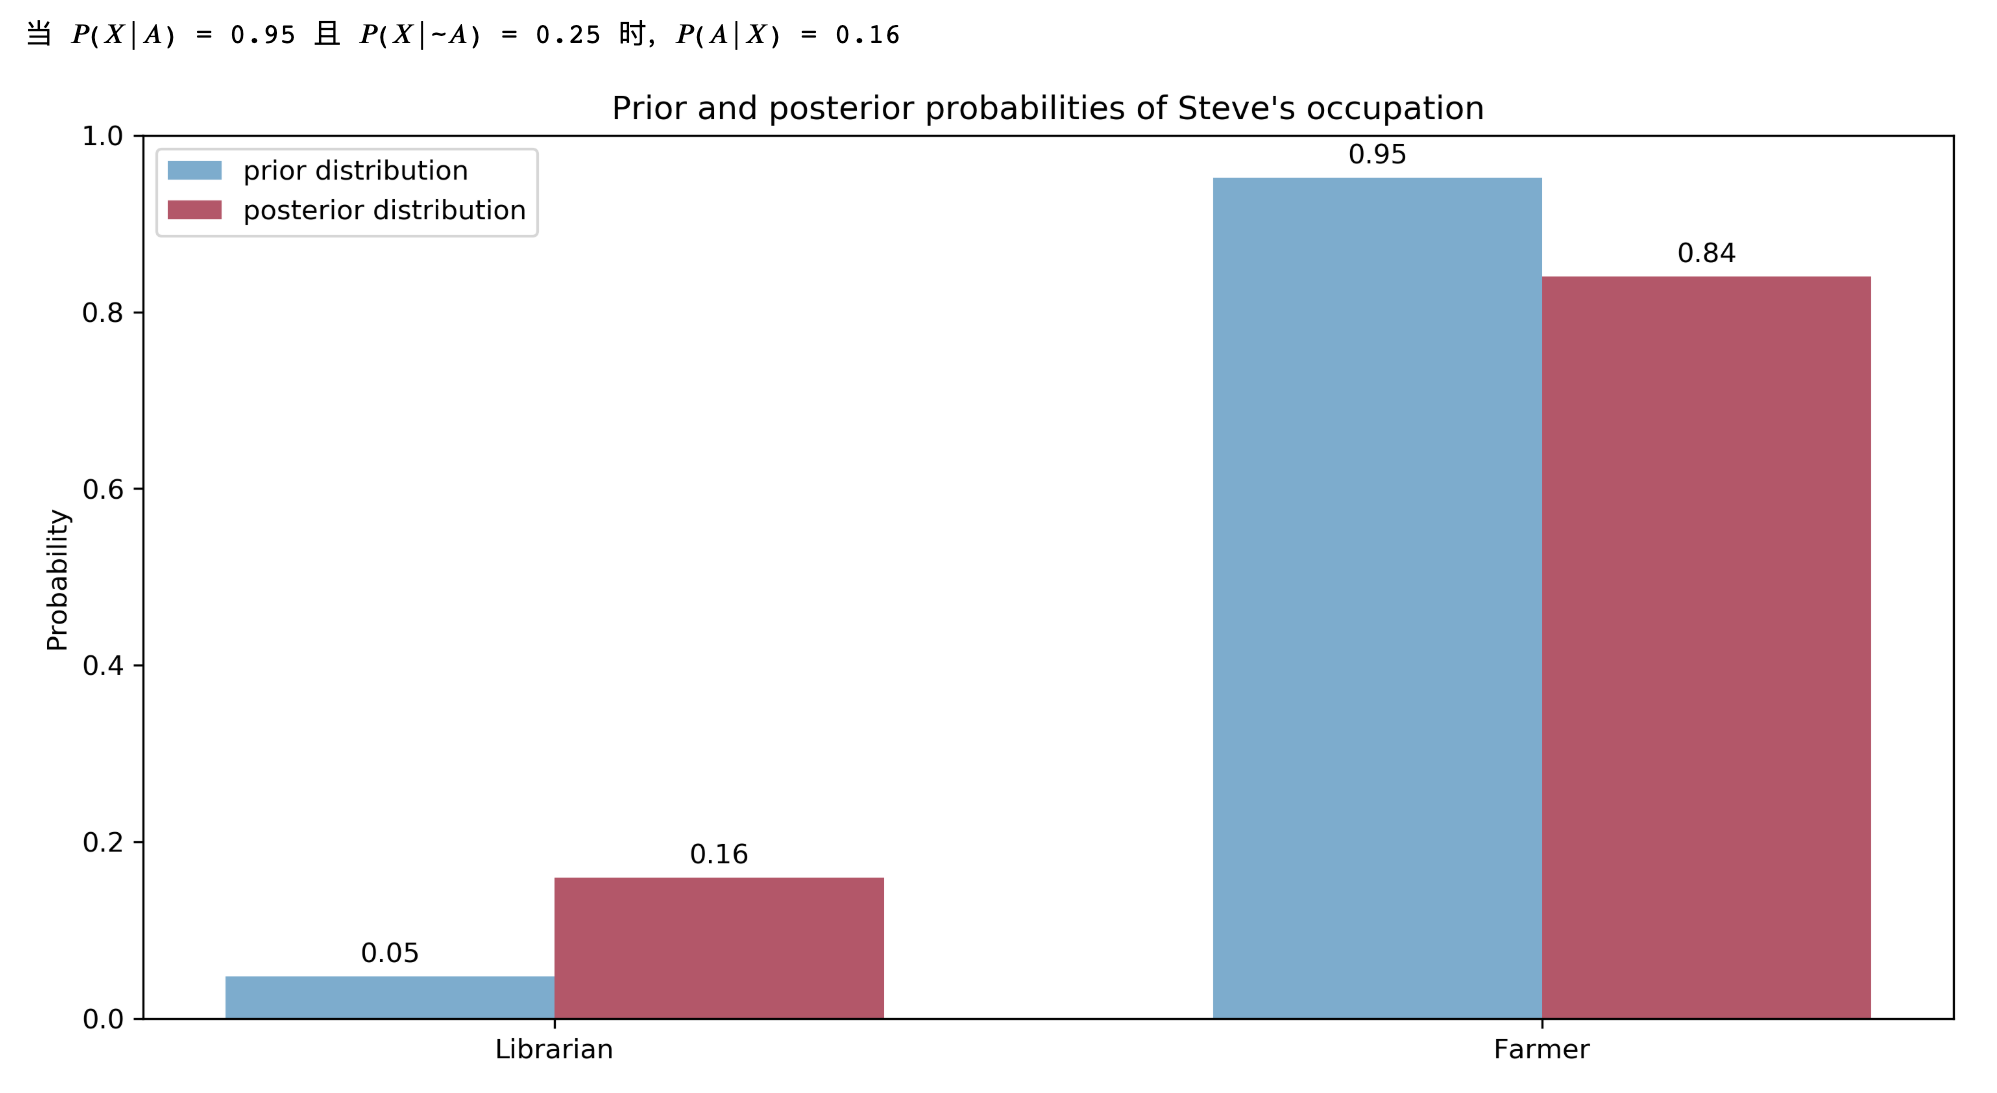 当 P(X|A) = 0.95 且 P(X|~A) = 0.25 时, P(A|X) = 0.16
Prior and posterior probabilities of Steve's occupation
prior distribution
posterior distribution
1.0
0.8
0.6
0.4
0.2
0.0
Probability
0.05
0.16
0.95
0.84
Librarian
Farmer